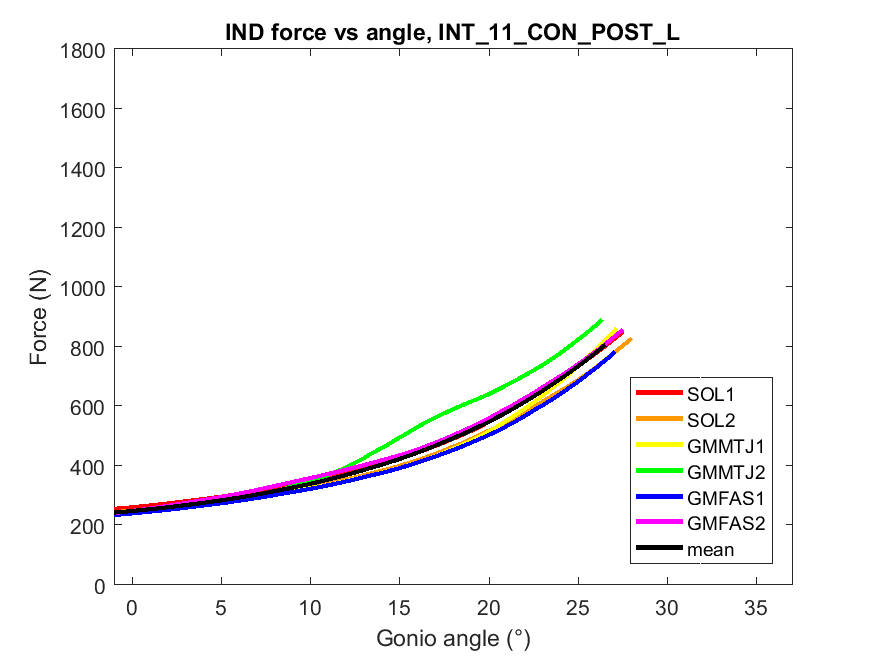 IND force vs angle, INT_11_CON_POST_L
1800
1600
1400
1200
1000
800
600
400
200
0
Force (N)
0 5 10 15 20 25 30 35
Gonio angle (°)
SOL1
SOL2
GMMTJ1
GMMTJ2
GMFAS1
GMFAS2
mean